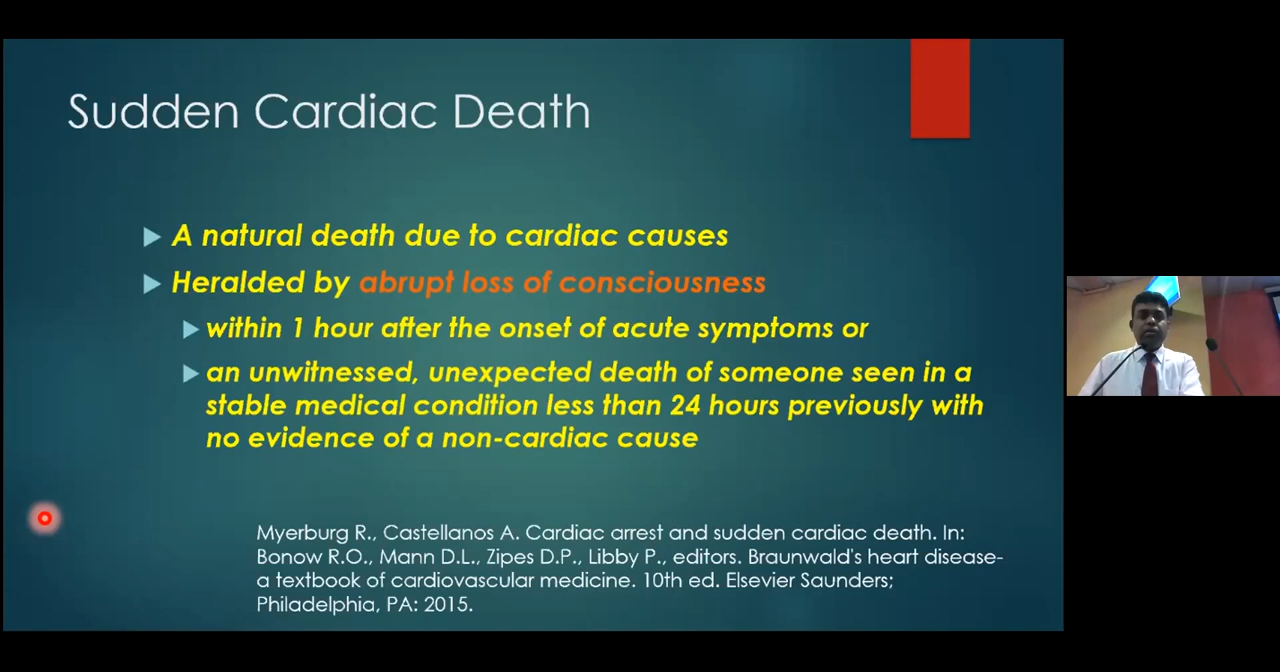 Sudden Cardiac Death
A natural death due to cardiac causes
Heralded by abrupt loss of consciousness
within 1 hour after the onset of acute symptoms or
an unwitnessed, unexpected death of someone seen in a
stable medical condition less than 24 hours previously with
no evidence of a non-cardiac cause
Myerburg R., Castellanos A. Cardiac arrest and sudden cardiac death. In:
Bonow R.O., Mann D.L., Zipes D.P., Libby P., editors. Braunwald's heart disease-
a textbook of cardiovascular medicine. 10th ed. Elsevier Saunders;
Philadelphia, PA: 2015.